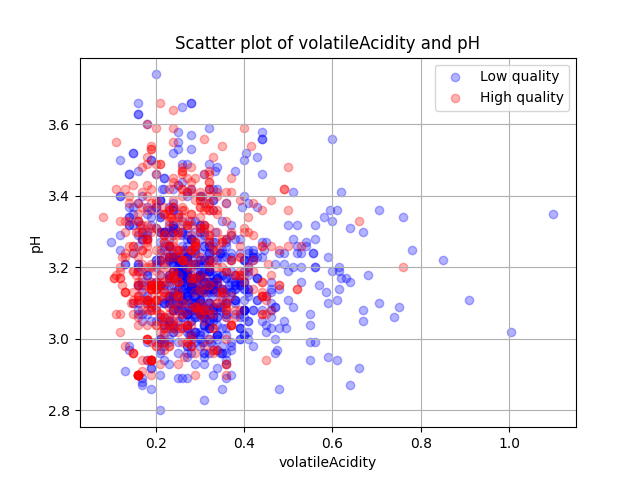 Scatter plot of volatileAcidity and pH
Low quality
High quality
3.6
3.4
3.2
3.0
2.8
pH
0.2 0.4 0.6 0.8 1.0
volatileAcidity